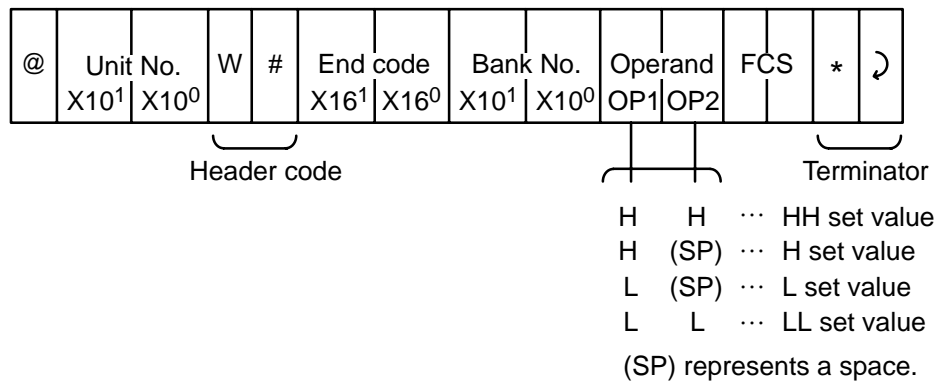 @ Unit No. W # End code Bank No. Operand FCS * ⤸
X10¹ X10⁰ X16¹ X16⁰ X10¹ X10⁰ OP1 OP2
Header code Terminator
H H ··· HH set value
H (SP) ··· H set value
L (SP) ··· L set value
L L ··· LL set value
(SP) represents a space.